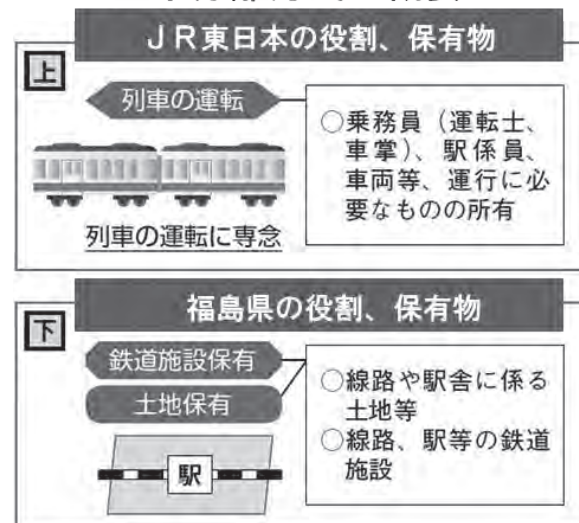 JR東日本の役割、保有物
上
列車の運転
列車の運転に専念
○乗務員（運転士、
車掌）、駅係員、
車両等、運行に必
要なものの所有
福島県の役割、保有物
下
鉄道施設保有
土地保有
駅
○線路や駅舎に係る
土地等
○線路、駅等の鉄道
施設